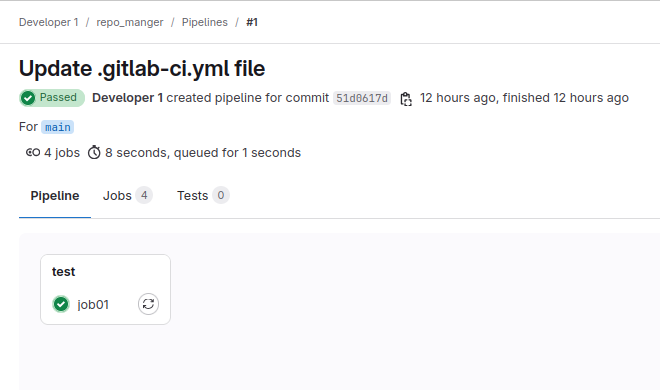 Developer 1 / repo_manger / Pipelines / #1
Update .gitlab-ci.yml file
Passed Developer 1 created pipeline for commit 51d0617d 12 hours ago, finished 12 hours ago
For main
4 jobs 8 seconds, queued for 1 seconds
Pipeline Jobs 4 Tests 0
test
job01